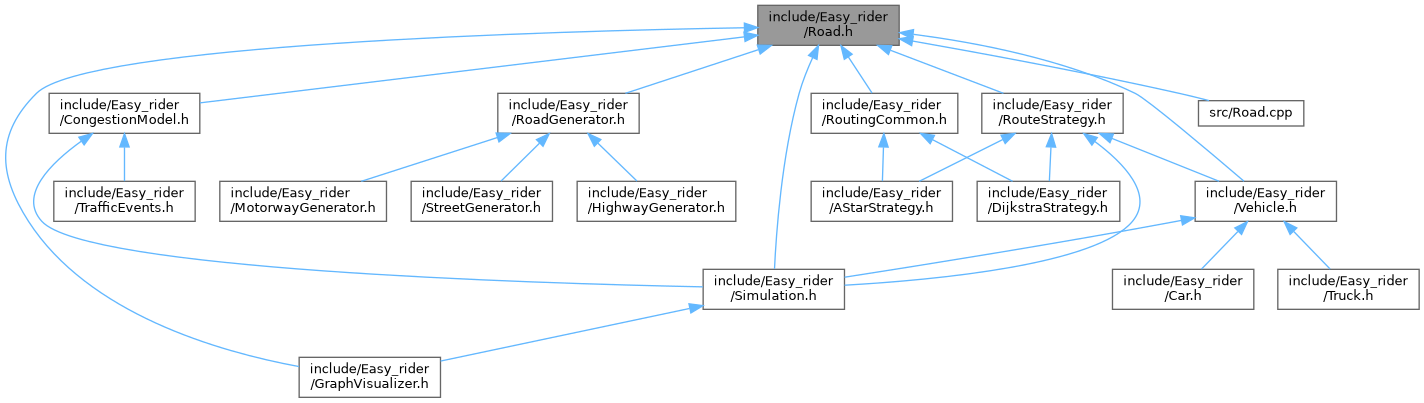 include/Easy_rider
/Road.h
include/Easy_rider
/CongestionModel.h
include/Easy_rider
/RoadGenerator.h
include/Easy_rider
/RoutingCommon.h
include/Easy_rider
/RouteStrategy.h
src/Road.cpp
include/Easy_rider
/TrafficEvents.h
include/Easy_rider
/MotorwayGenerator.h
include/Easy_rider
/StreetGenerator.h
include/Easy_rider
/HighwayGenerator.h
include/Easy_rider
/AStarStrategy.h
include/Easy_rider
/DijkstraStrategy.h
include/Easy_rider
/Vehicle.h
include/Easy_rider
/Simulation.h
include/Easy_rider
/Car.h
include/Easy_rider
/Truck.h
include/Easy_rider
/GraphVisualizer.h